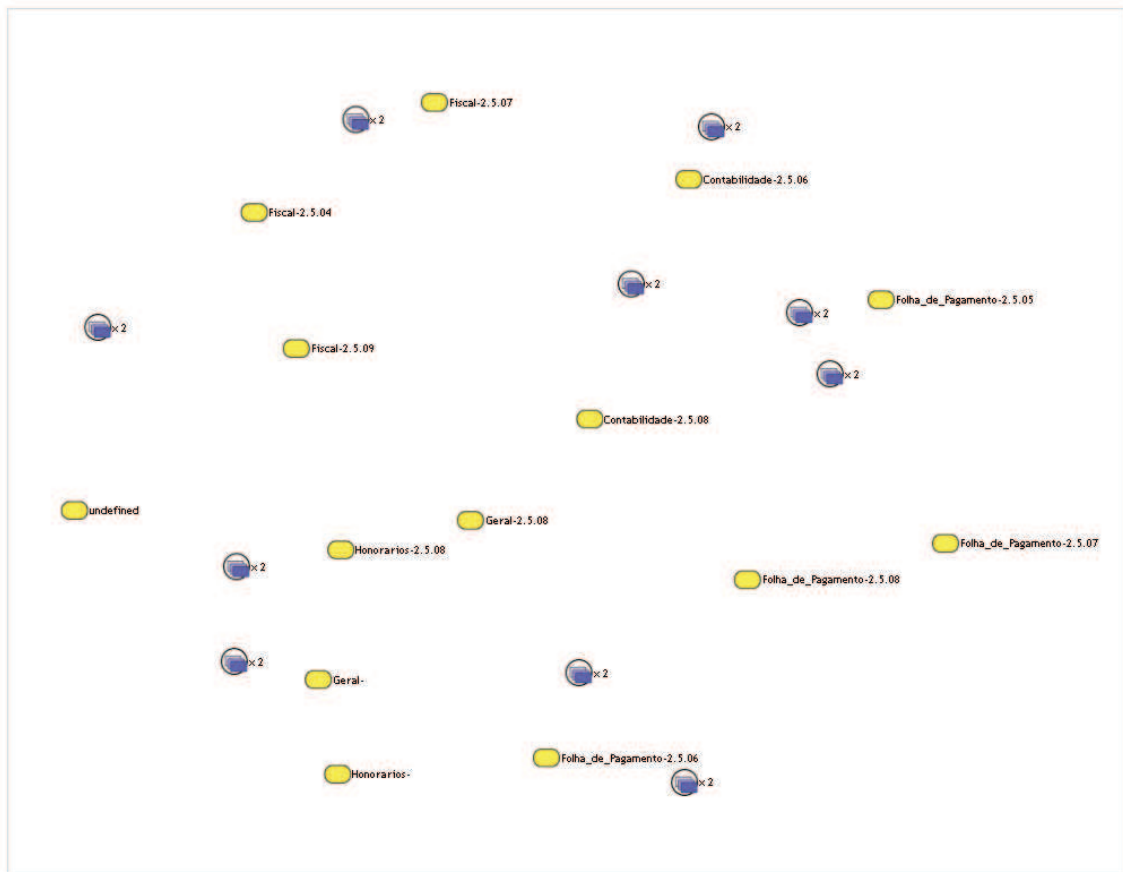 Fiscal-2.5.07
× 2
× 2
Contabilidade-2.5.06
Fiscal-2.5.04
× 2
Folha_de_Pagamento-2.5.05
× 2
× 2
Fiscal-2.5.09
× 2
Contabilidade-2.5.08
undefined
Geral-2.5.08
Honorarios-2.5.08
Folha_de_Pagamento-2.5.07
× 2
Folha_de_Pagamento-2.5.08
× 2
× 2
Geral-
Folha_de_Pagamento-2.5.06
Honorarios-
× 2